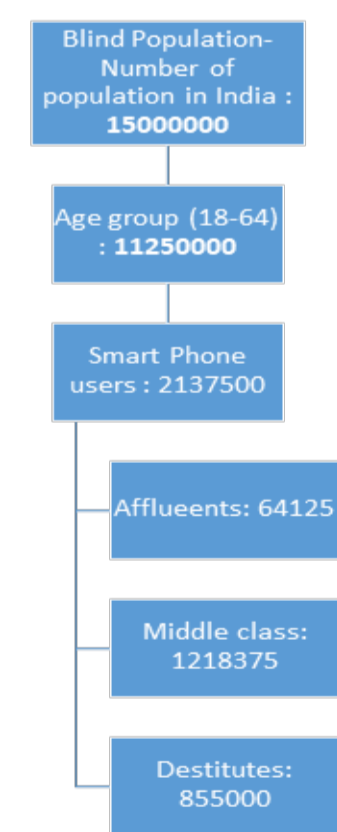 Blind Population-
Number of
population in India :
15000000
Age group (18-64)
: 11250000
Smart Phone
users : 2137500
Afflueents: 64125
Middle class:
1218375
Destitutes:
855000